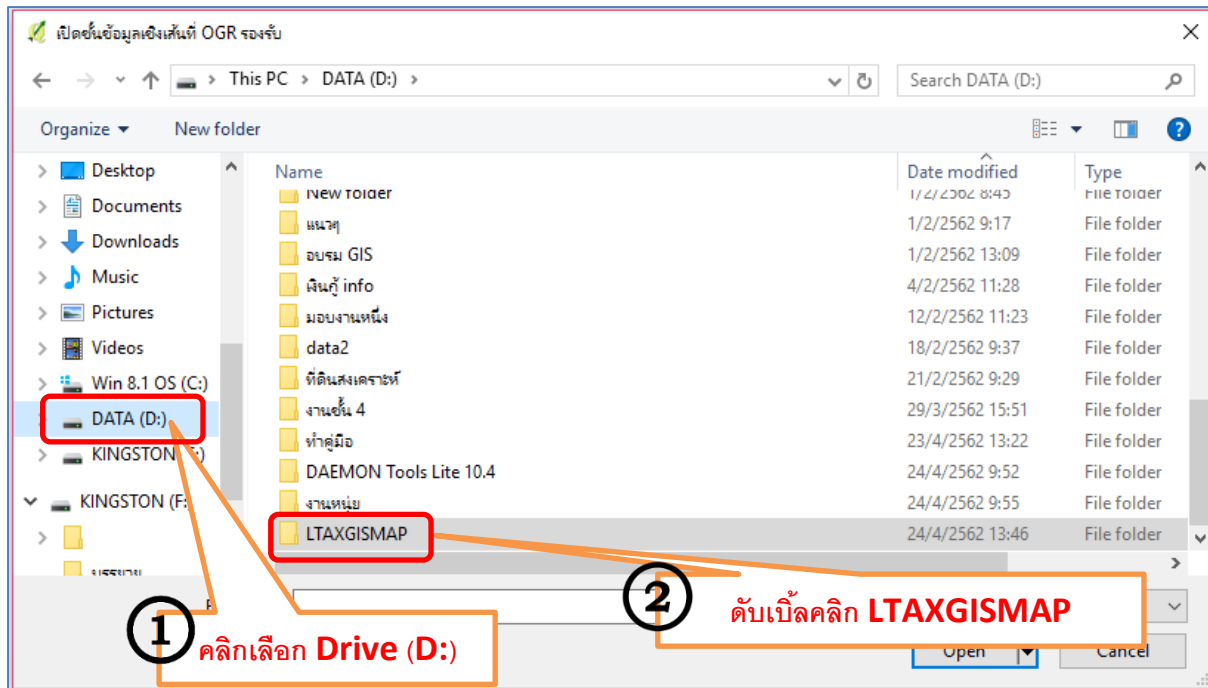 เปิดชั้นข้อมูลเชิงเส้นที่ OGR รองรับ
This PC > DATA (D:) >
Search DATA (D:)
Organize
New folder
Desktop
Documents
Downloads
Music
Pictures
Videos
Win 8.1 OS (C:)
DATA (D:)
KINGSTON
KINGSTON (F:
บรรยาย
Name Date modified Type
New folder 1/2/2562 8:45 File folder
แนวๆ 1/2/2562 9:17 File folder
อบรม GIS 1/2/2562 13:09 File folder
เงินกู้ info 4/2/2562 11:28 File folder
มอบงานหนึ่ง 12/2/2562 11:23 File folder
data2 18/2/2562 9:37 File folder
ที่ดินสงเคราะห์ 21/2/2562 9:29 File folder
งานชั้น 4 29/3/2562 15:51 File folder
ทำคู่มือ 23/4/2562 13:22 File folder
DAEMON Tools Lite 10.4 24/4/2562 9:52 File folder
งานหนุ่ย 24/4/2562 9:55 File folder
LTAXGISMAP 24/4/2562 13:46 File folder
1
คลิกเลือก Drive (D:)
2
ดับเบิ้ลคลิก LTAXGISMAP
Open
Cancel